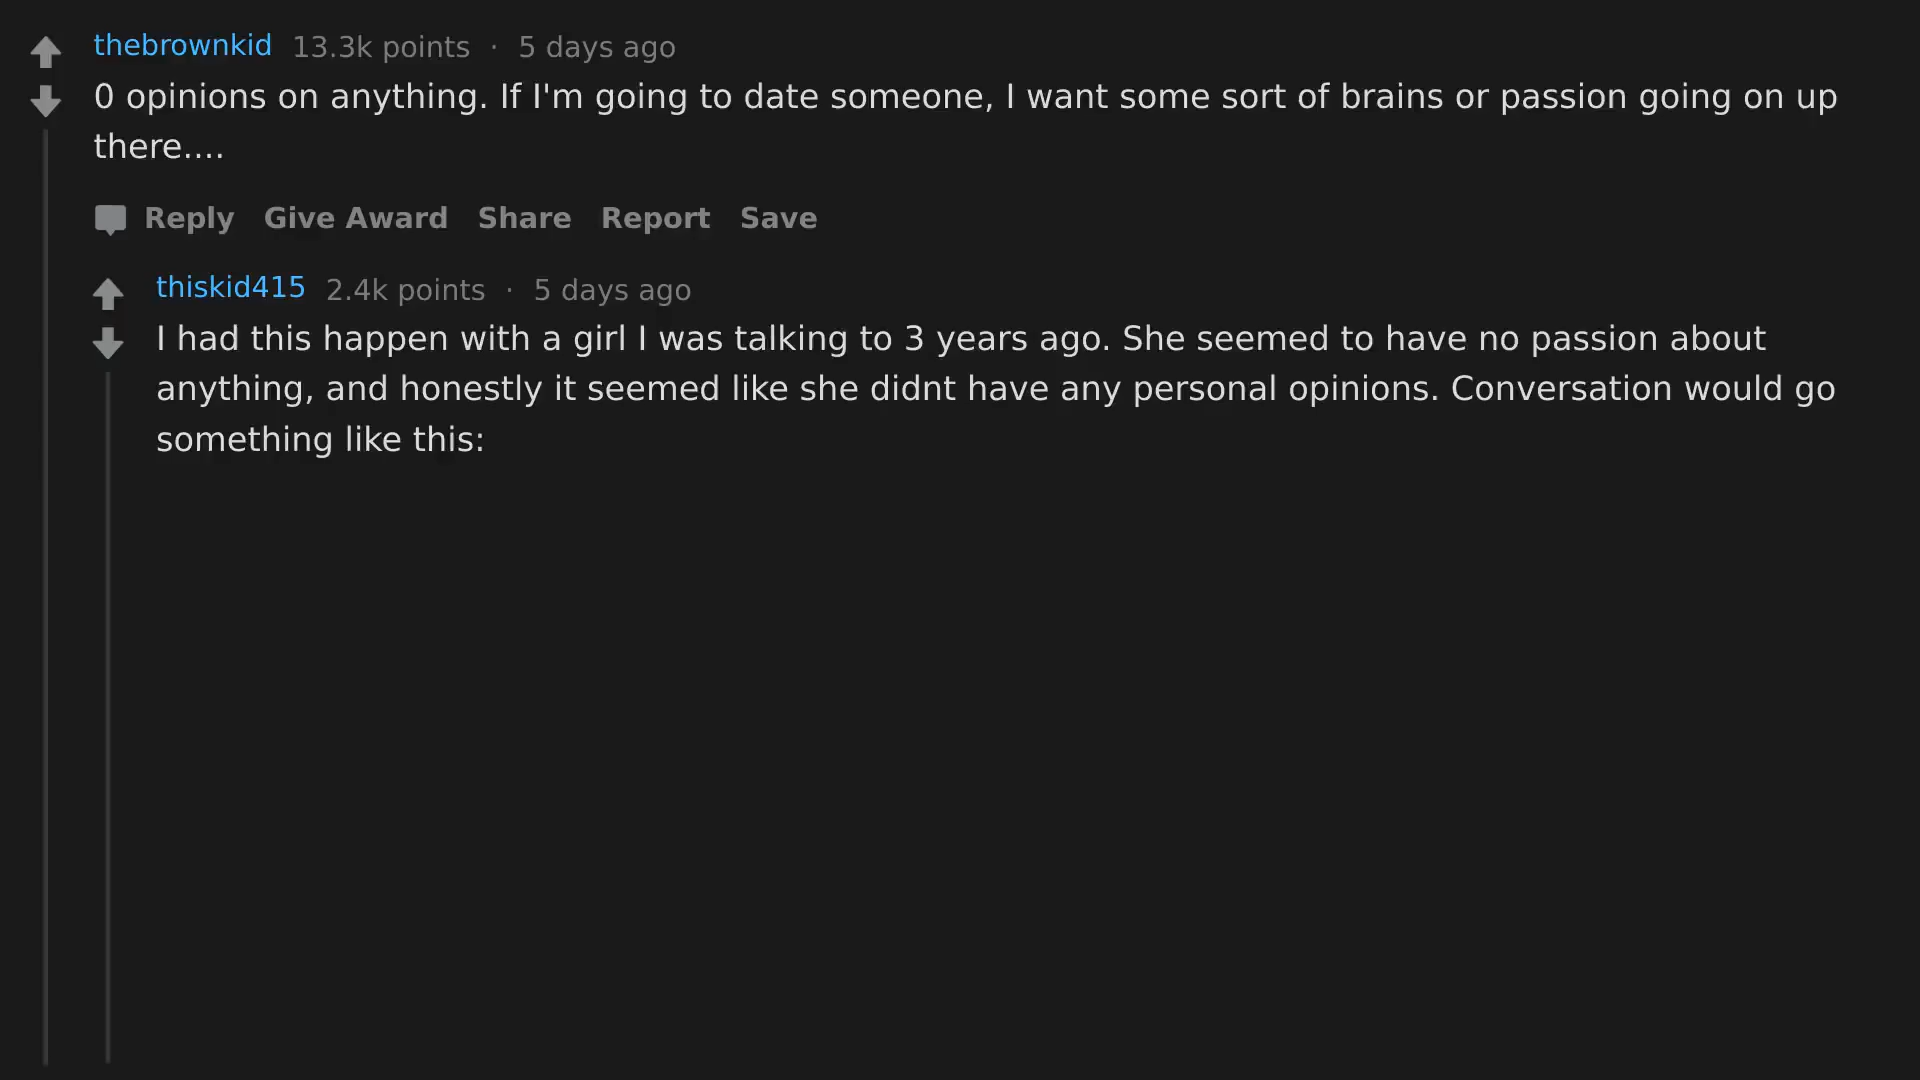 thebrownkid 13.3k points · 5 days ago
0 opinions on anything. If I'm going to date someone, I want some sort of brains or passion going on up
there....
Reply Give Award Share Report Save
thiskid415 2.4k points · 5 days ago
I had this happen with a girl I was talking to 3 years ago. She seemed to have no passion about
anything, and honestly it seemed like she didnt have any personal opinions. Conversation would go
something like this: